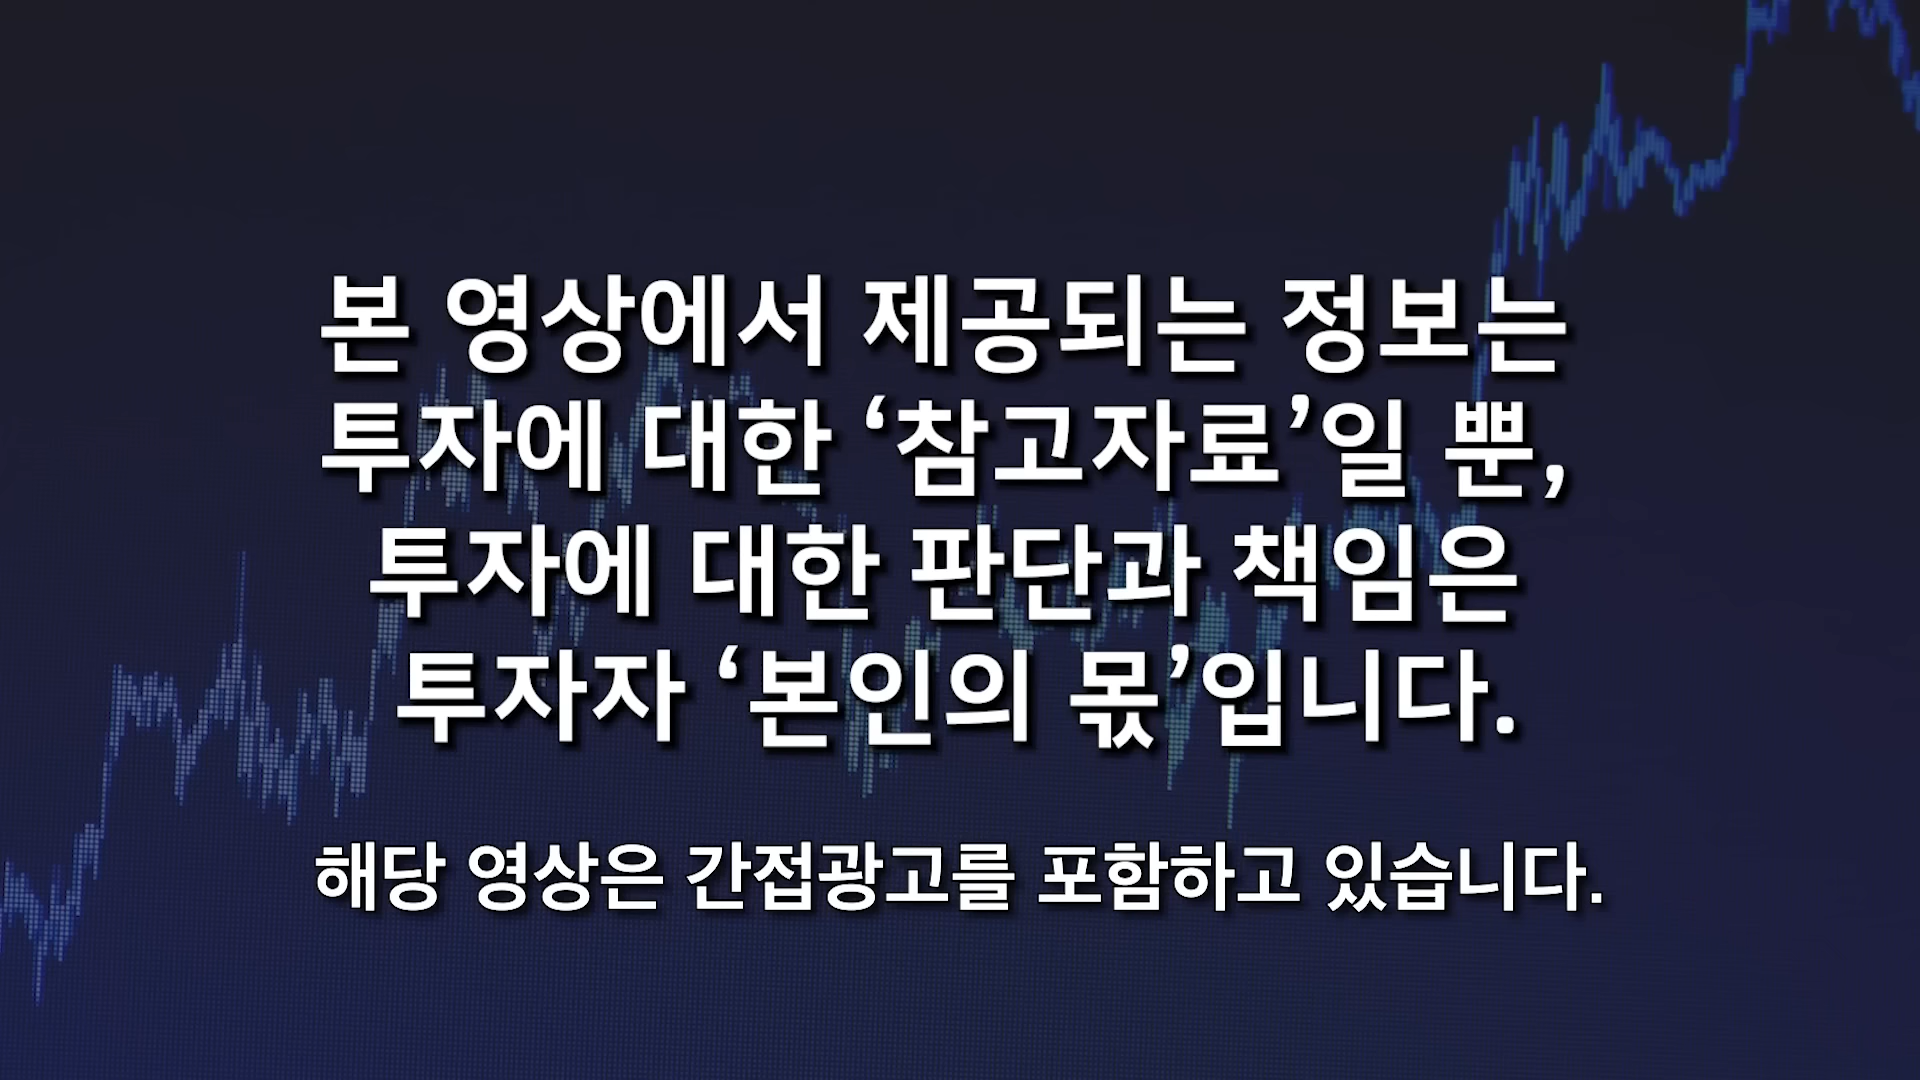 본 영상에서 제공되는 정보는
투자에 대한 ‘참고자료’일 뿐,
투자에 대한 판단과 책임은
투자자 ‘본인의 몫’입니다.
해당 영상은 간접광고를 포함하고 있습니다.